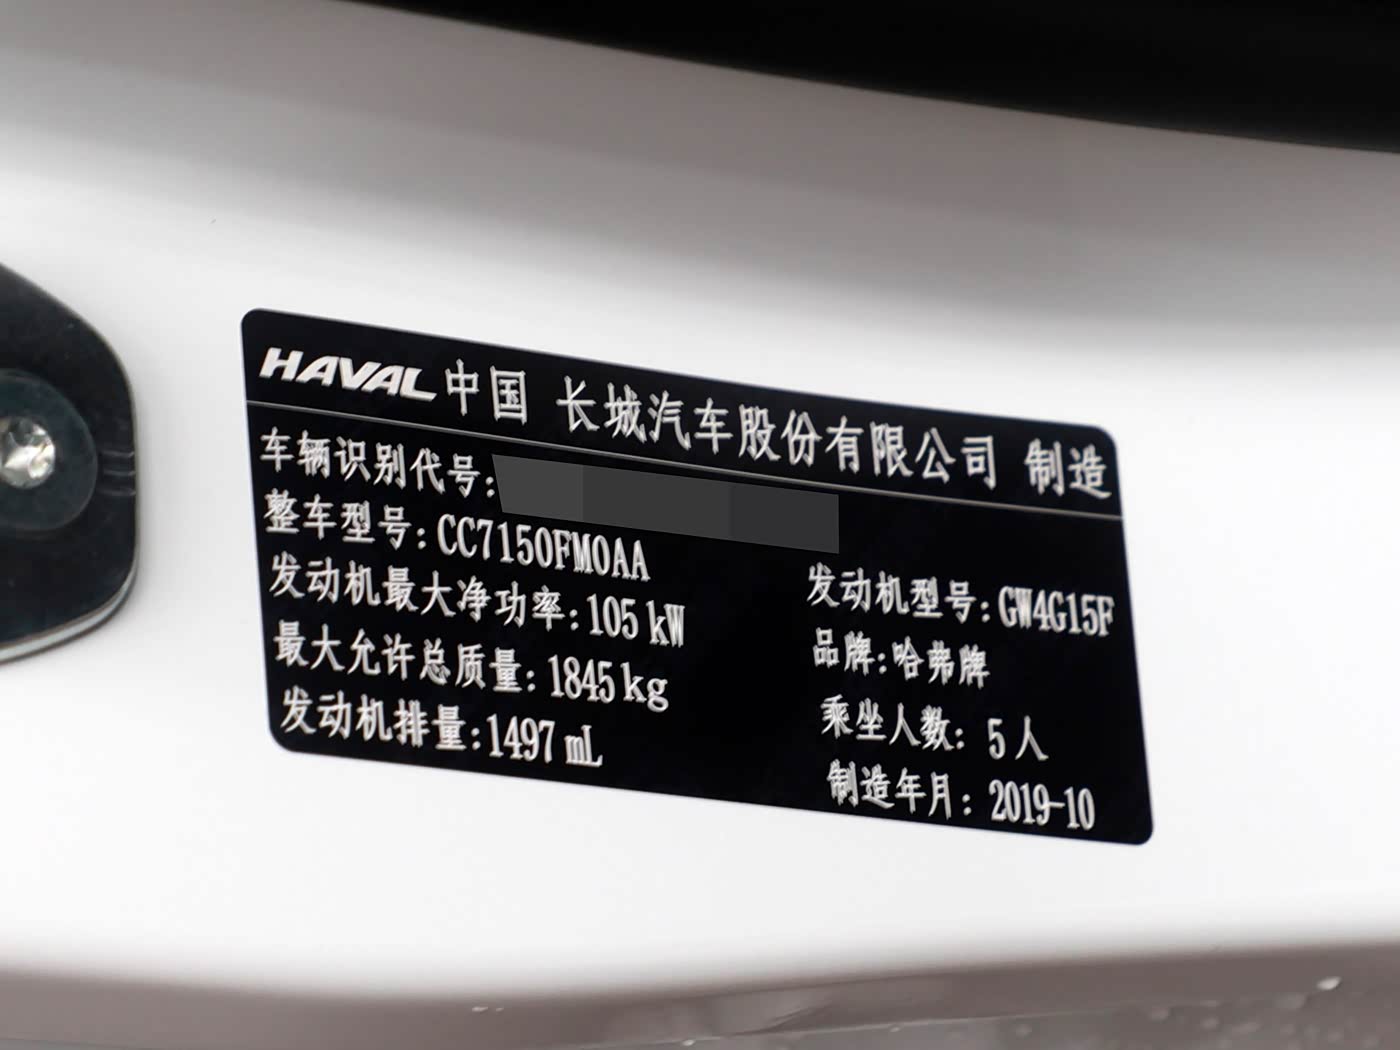 HAVAL 中国 长城汽车股份有限公司 制造
车辆识别代号:
整车型号:CC7150FM0AA
发动机型号:GW4G15F
发动机最大净功率:105 kW
品牌:哈弗牌
最大允许总质量:1845 kg
乘坐人数:5人
发动机排量:1497 mL
制造年月:2019-10